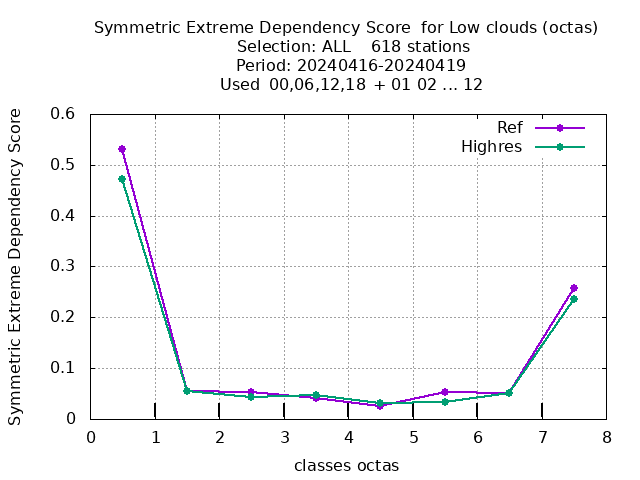 Symmetric Extreme Dependency Score  for Low clouds (octas)
Selection: ALL    618 stations
Period: 20240416-20240419
Used  00,06,12,18  + 01 02 ... 12
Ref
Highres
Symmetric Extreme Dependency Score
0.6
0.5
0.4
0.3
0.2
0.1
0
0 1 2 3 4 5 6 7 8
classes octas